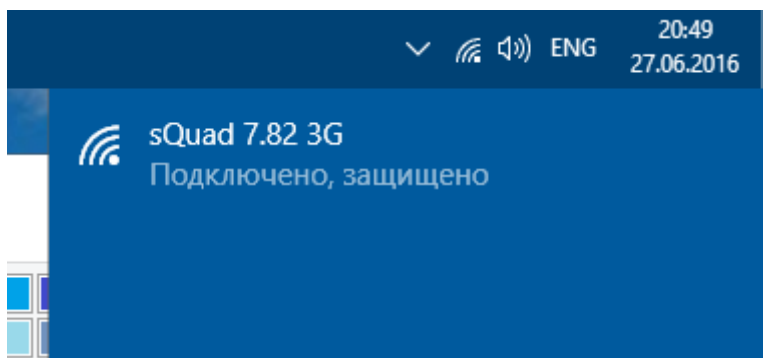 ENG
20:49
27.06.2016
sQuad 7.82 3G
Подключено, защищено